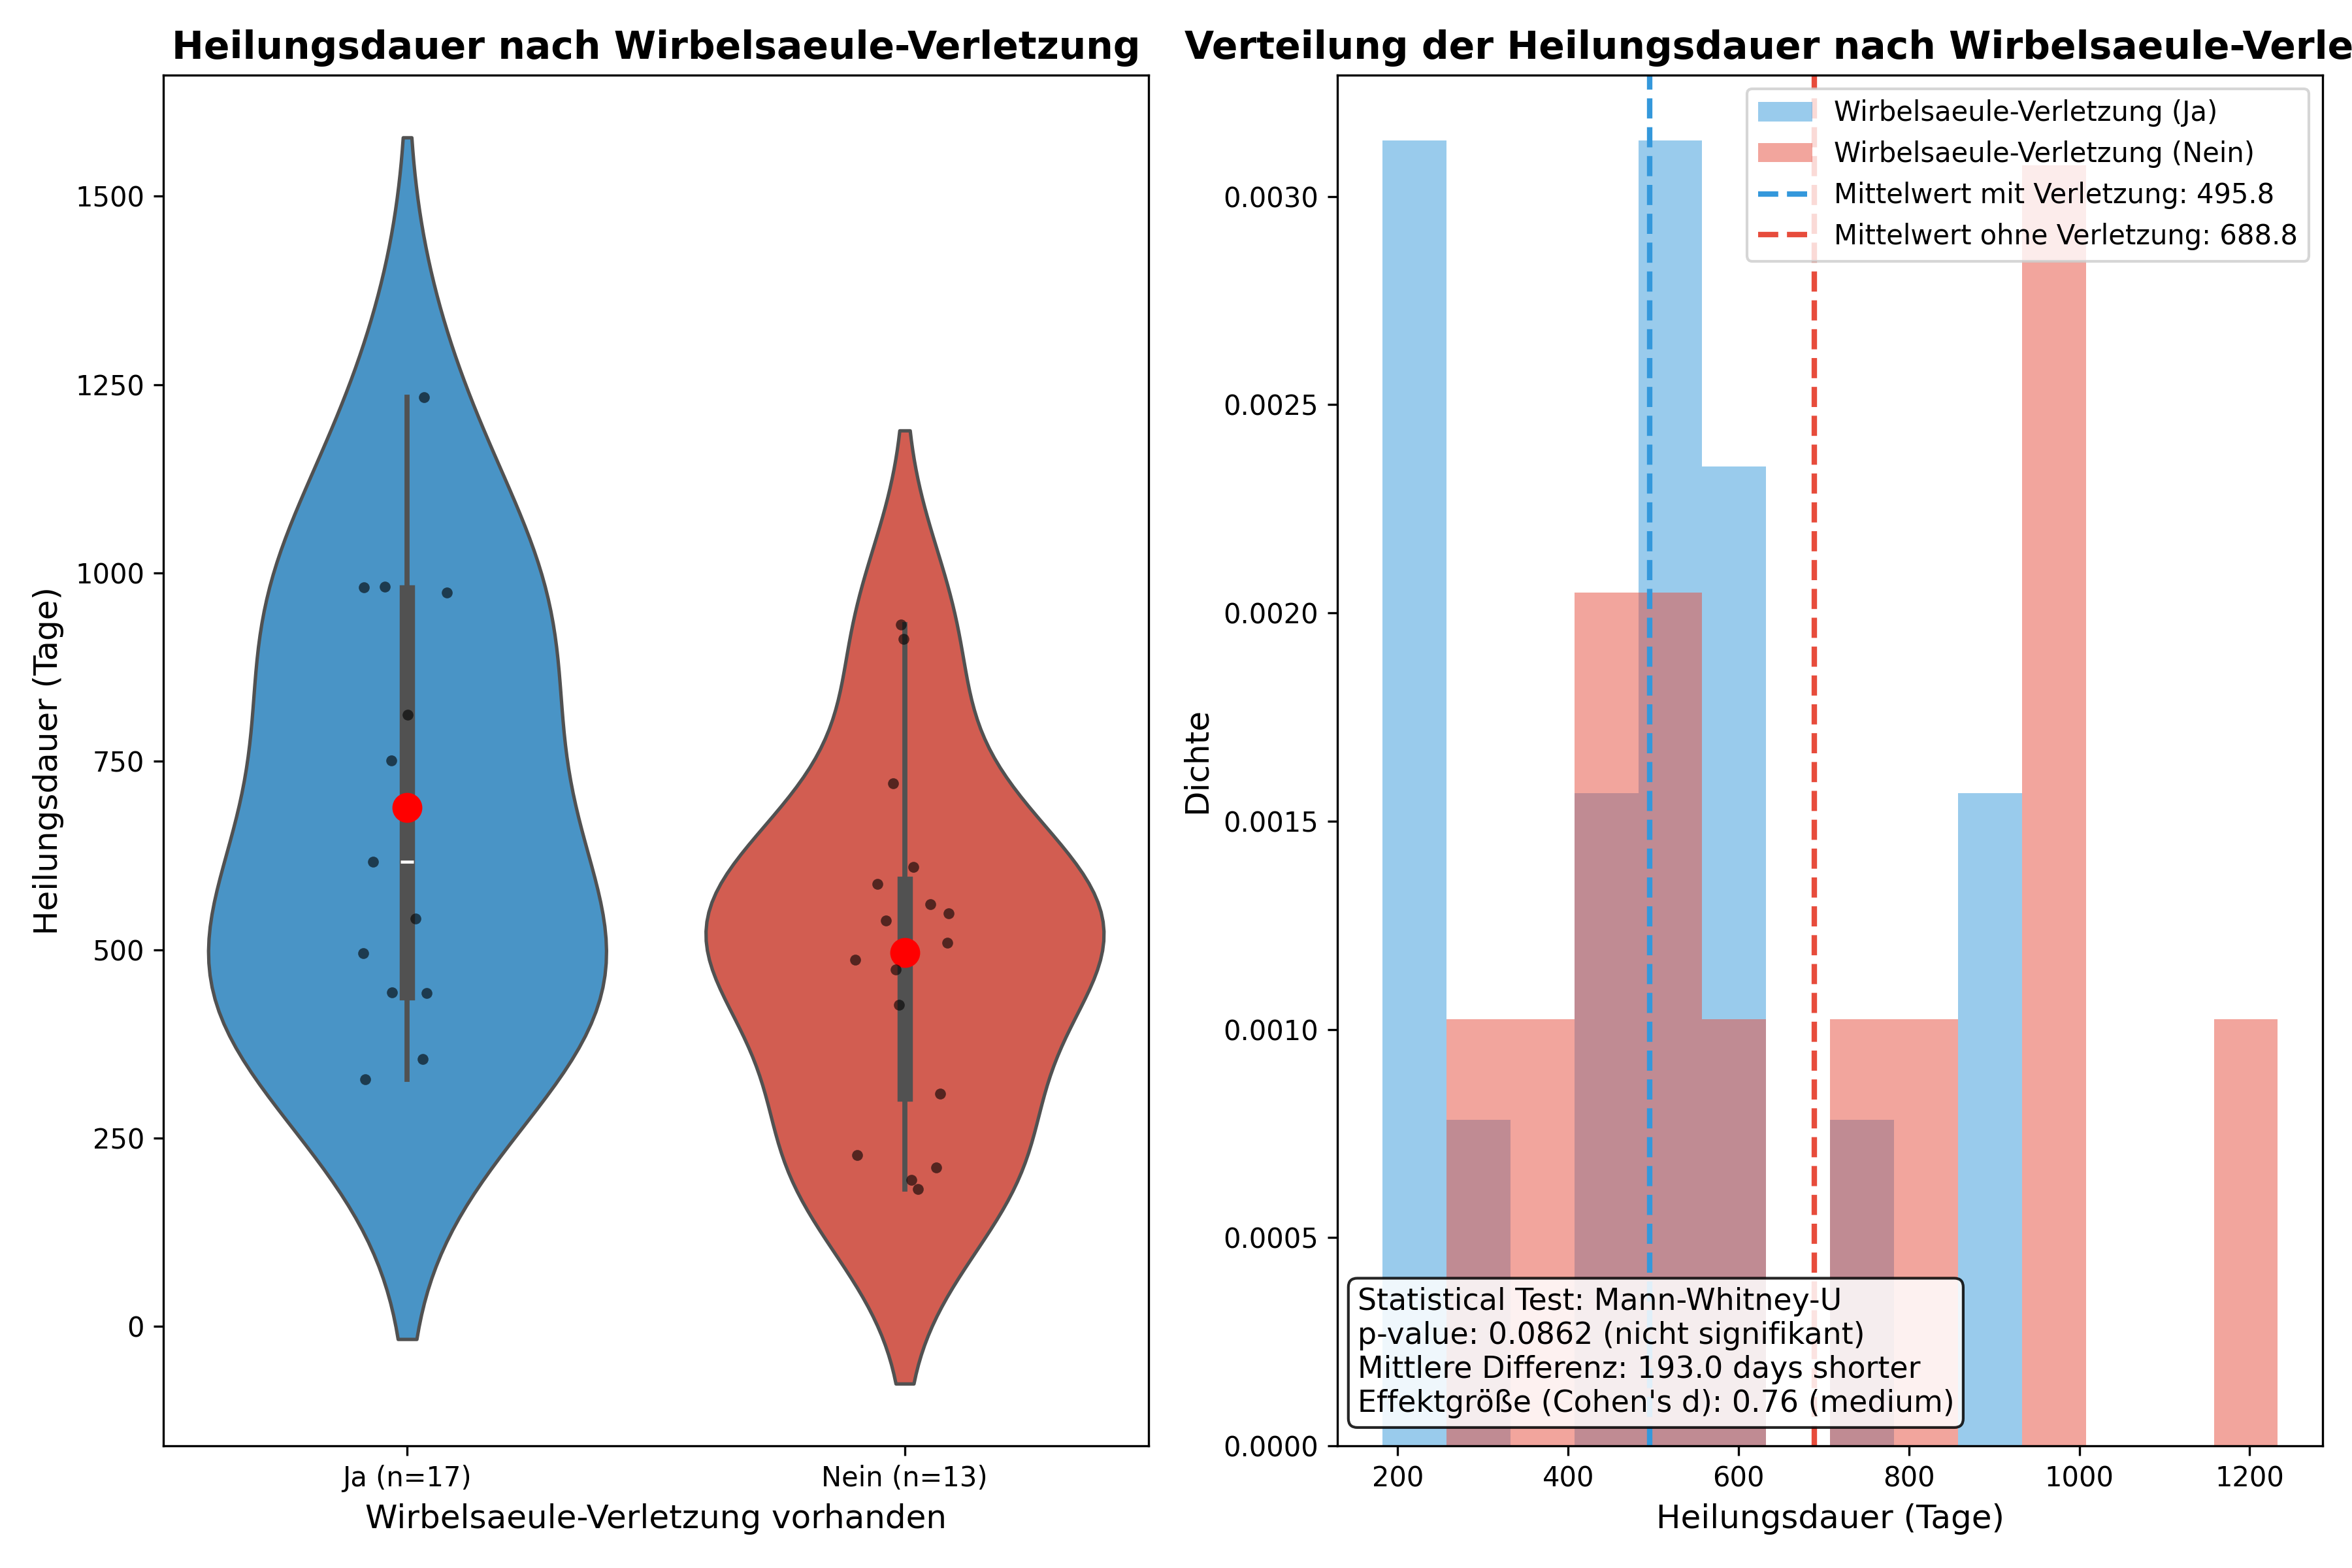 Heilungsdauer nach Wirbelsaeule-Verletzung
Heilungsdauer (Tage)
1500
1250
1000
750
500
250
0
Ja (n=17)
Nein (n=13)
Wirbelsaeule-Verletzung vorhanden
Verteilung der Heilungsdauer nach Wirbelsaeule-Verle
Dichte
0.0030
0.0025
0.0020
0.0015
0.0010
0.0005
0.0000
Wirbelsaeule-Verletzung (Ja)
Wirbelsaeule-Verletzung (Nein)
Mittelwert mit Verletzung: 495.8
Mittelwert ohne Verletzung: 688.8
Statistical Test: Mann-Whitney-U
p-value: 0.0862 (nicht signifikant)
Mittlere Differenz: 193.0 days shorter
Effektgröße (Cohen's d): 0.76 (medium)
200
400
600
800
1000
1200
Heilungsdauer (Tage)